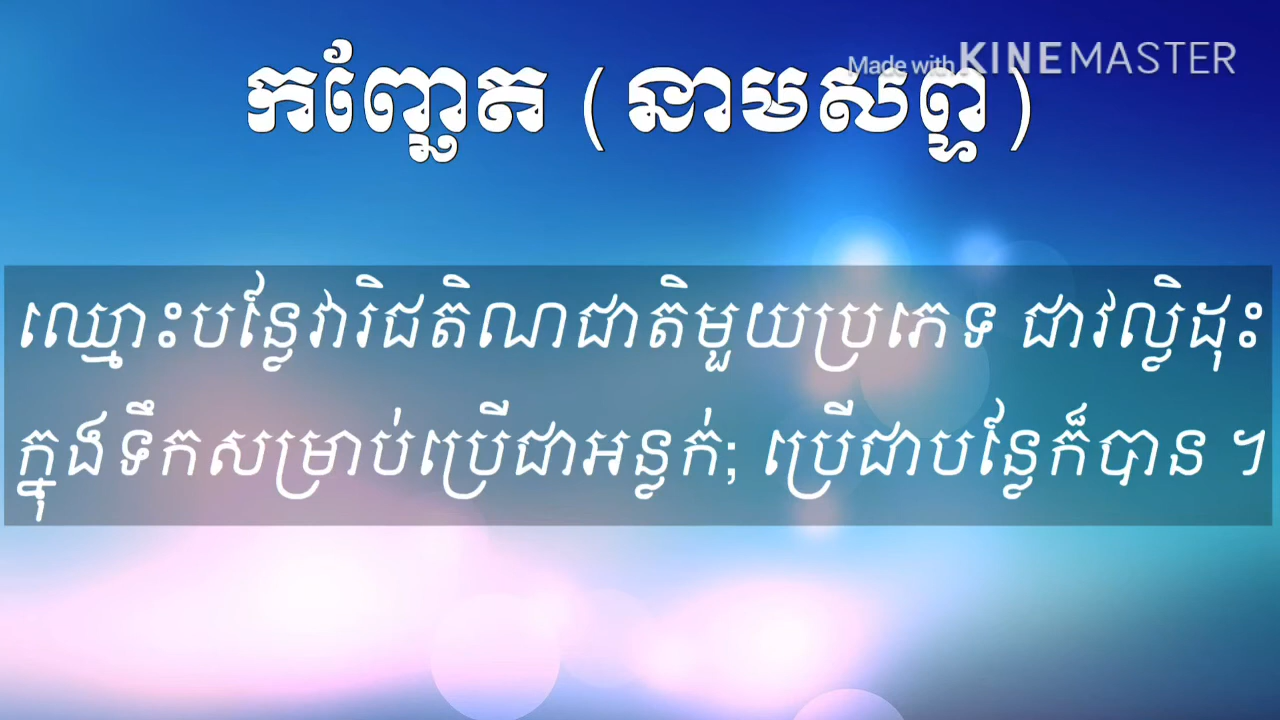 កញ្ឆែត ( នាមសព្ទ )
Made with KINEMASTER
ឈ្មោះបន្លែវារិជតិណជាតិមួយប្រភេទ ជាវល្លិដុះ
ក្នុងទឹកសម្រាប់ប្រើជាអន្លក់; ប្រើជាបន្លែក៏បាន ។